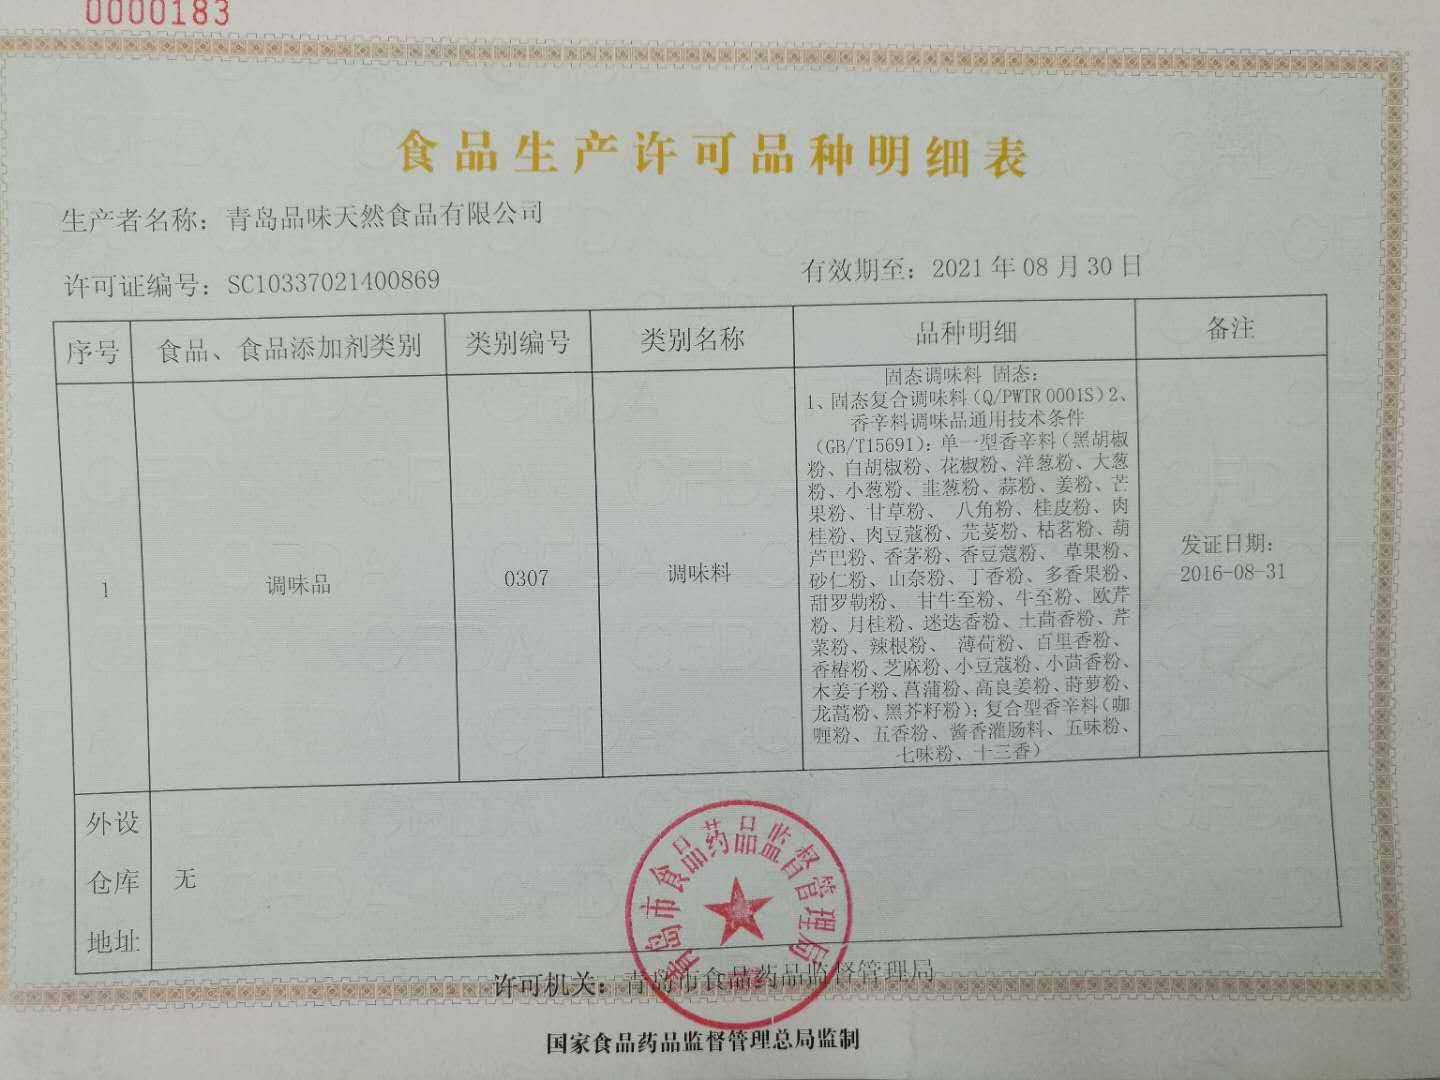 0000183
食品生产许可品种明细表
生产者名称：青岛品味天然食品有限公司
许可证编号：SC10337021400869
有效期至：2021年08月30日
序号
食品、食品添加剂类别
类别编号
类别名称
品种明细
备注
1
调味品
0307
调味料
固态调味料 固态：
1、固态复合调味料（Q/PWTR 0001S）2、
香辛料调味品通用技术条件
（GB/T15691）：单一型香辛料（黑胡椒
粉、白胡椒粉、花椒粉、洋葱粉、大葱
粉、小葱粉、韭葱粉、蒜粉、姜粉、芒
果粉、甘草粉、 八角粉、桂皮粉、肉
桂粉、肉豆蔻粉、芫荽粉、枯茗粉、葫
芦巴粉、香茅粉、香豆蔻粉、 草果粉、
砂仁粉、山奈粉、丁香粉、多香果粉、
甜罗勒粉、 甘牛至粉、牛至粉、欧芹
粉、月桂粉、迷迭香粉、土茴香粉、芹
菜粉、辣根粉、 薄荷粉、百里香粉、
香椿粉、芝麻粉、小豆蔻粉、小茴香粉、
木姜子粉、菖蒲粉、高良姜粉、莳萝粉、
龙蒿粉、黑芥籽粉）；复合型香辛料（咖
喱粉、五香粉、酱香灌肠料、五味粉、
七味粉、十三香）
发证日期：
2016-08-31
外设
仓库
地址
无
青岛市食品药品监督管理局
许可机关：青岛市食品药品监督管理局
国家食品药品监督管理总局监制